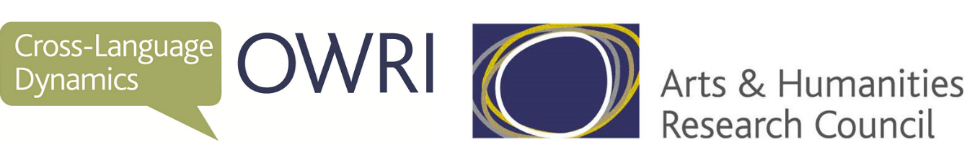 Cross-Language
Dynamics
OWRI
Arts & Humanities
Research Council